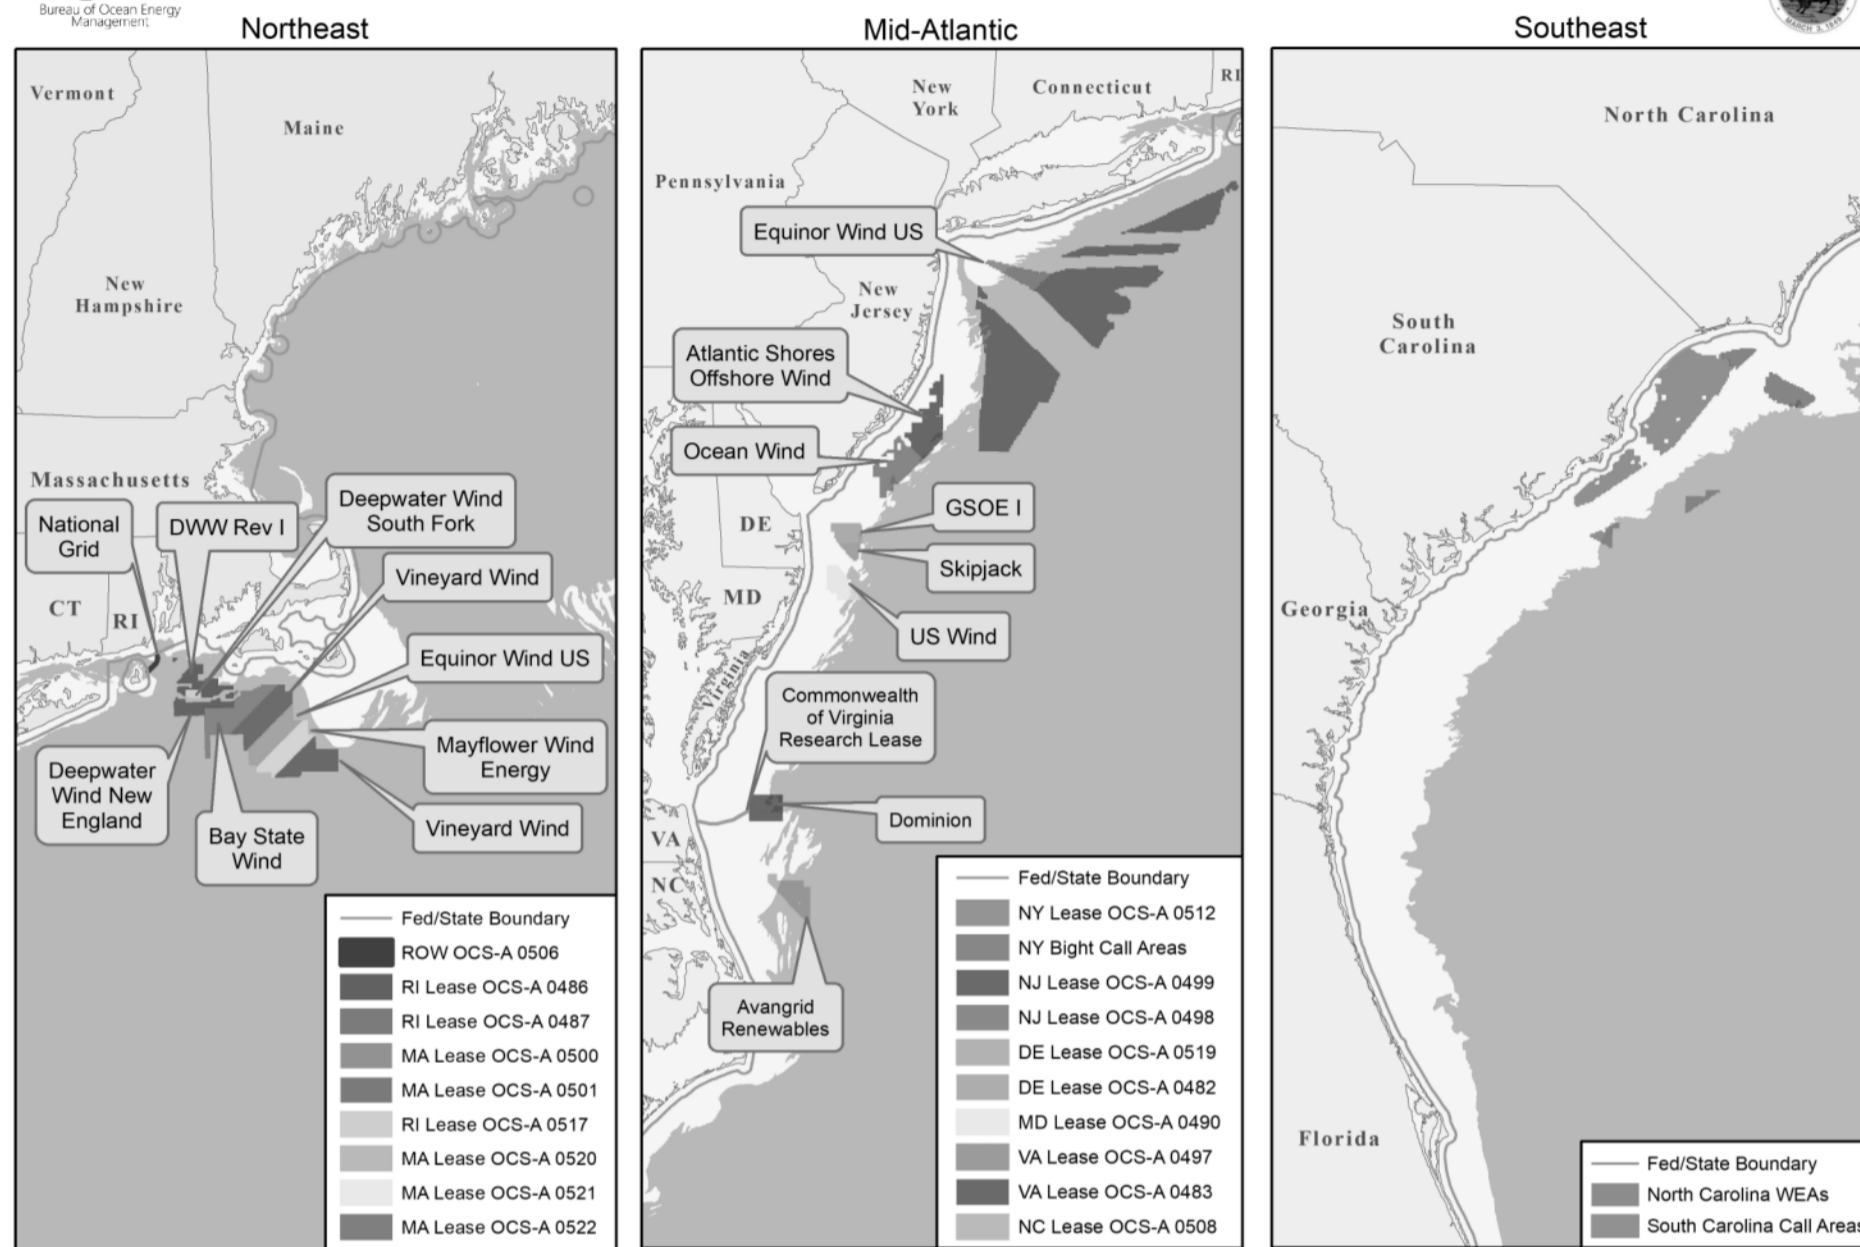 Bureau of Ocean Energy
Management
MARCH 3, 1849
Northeast
Mid-Atlantic
Southeast
Vermont
Maine
New
Hampshire
Massachusetts
National
Grid
DWW Rev I
Deepwater Wind
South Fork
Vineyard Wind
CT
RI
Equinor Wind US
Mayflower Wind
Energy
Deepwater
Wind New
England
Bay State
Wind
Vineyard Wind
Fed/State Boundary
ROW OCS-A 0506
RI Lease OCS-A 0486
RI Lease OCS-A 0487
MA Lease OCS-A 0500
MA Lease OCS-A 0501
RI Lease OCS-A 0517
MA Lease OCS-A 0520
MA Lease OCS-A 0521
MA Lease OCS-A 0522
New
York
Connecticut
RI
Pennsylvania
Equinor Wind US
New
Jersey
Atlantic Shores
Offshore Wind
Ocean Wind
DE
GSOE I
Skipjack
MD
US Wind
Virginia
Commonwealth
of Virginia
Research Lease
Dominion
VA
NC
Avangrid
Renewables
Fed/State Boundary
NY Lease OCS-A 0512
NY Bight Call Areas
NJ Lease OCS-A 0499
NJ Lease OCS-A 0498
DE Lease OCS-A 0519
DE Lease OCS-A 0482
MD Lease OCS-A 0490
VA Lease OCS-A 0497
VA Lease OCS-A 0483
NC Lease OCS-A 0508
North Carolina
South
Carolina
Georgia
Florida
Fed/State Boundary
North Carolina WEAs
South Carolina Call Areas